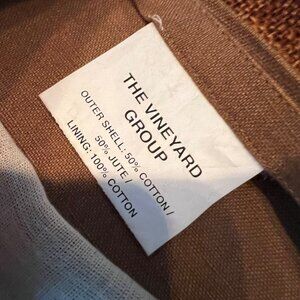 THE VINEYARD
GROUP
OUTER SHELL: 50% COTTON /
50% JUTE /
LINING: 100% COTTON